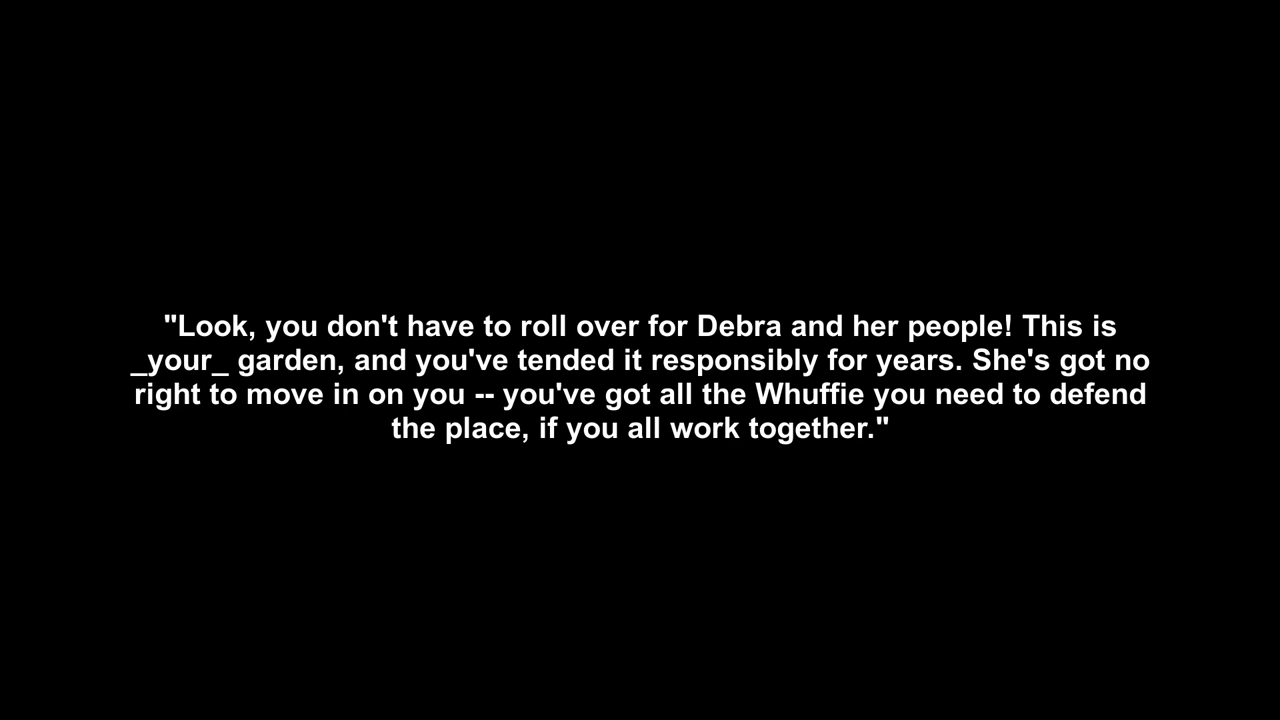 "Look, you don't have to roll over for Debra and her people! This is
_your_ garden, and you've tended it responsibly for years. She's got no
right to move in on you -- you've got all the Whuffie you need to defend
the place, if you all work together."